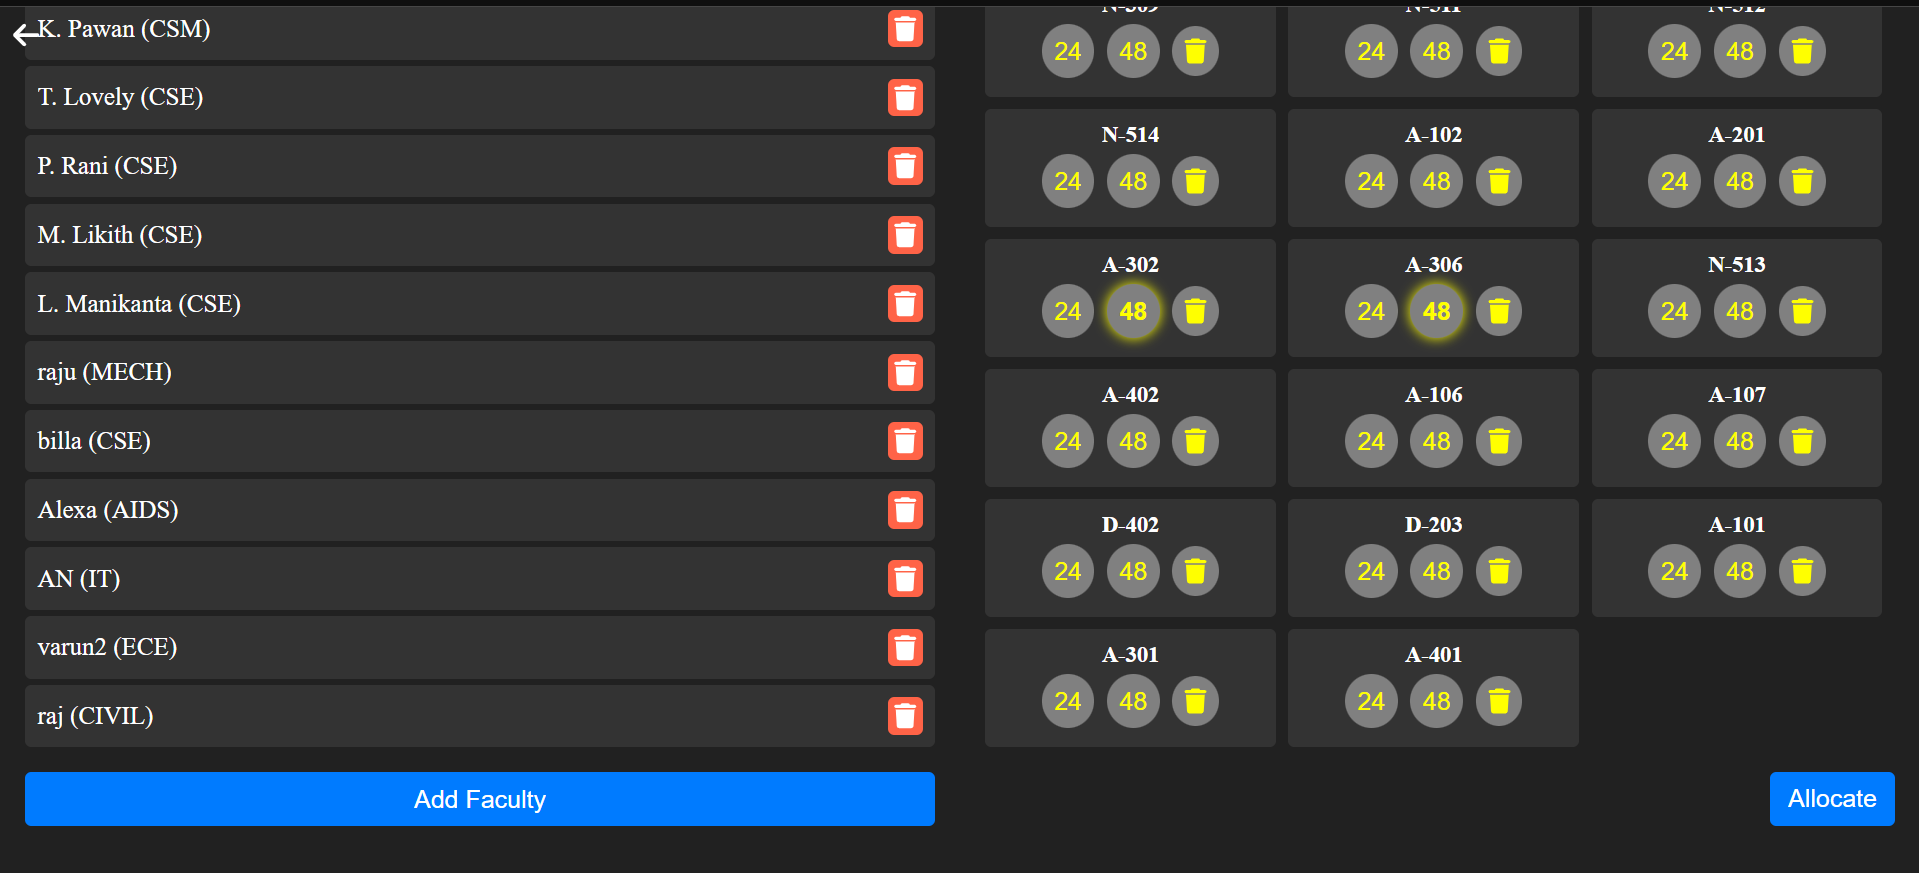 K. Pawan (CSM)
T. Lovely (CSE)
P. Rani (CSE)
M. Likith (CSE)
L. Manikanta (CSE)
raju (MECH)
billa (CSE)
Alexa (AIDS)
AN (IT)
varun2 (ECE)
raj (CIVIL)
Add Faculty
24 48 24 48 24 48
N-514 A-102 A-201
24 48 24 48 24 48
A-302 A-306 N-513
24 48 24 48 24 48
A-402 A-106 A-107
24 48 24 48 24 48
D-402 D-203 A-101
24 48 24 48 24 48
A-301 A-401
24 48 24 48
Allocate